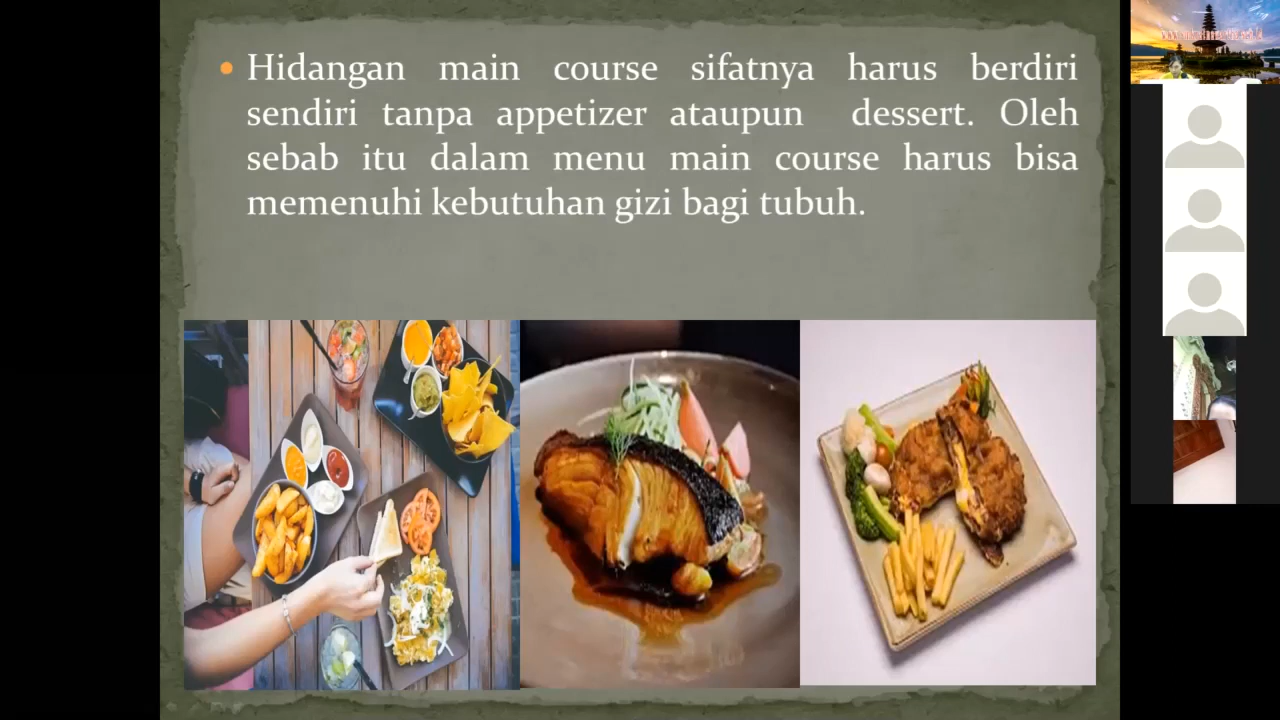 Hidangan main course sifatnya harus berdiri
sendiri tanpa appetizer ataupun dessert. Oleh
sebab itu dalam menu main course harus bisa
memenuhi kebutuhan gizi bagi tubuh.